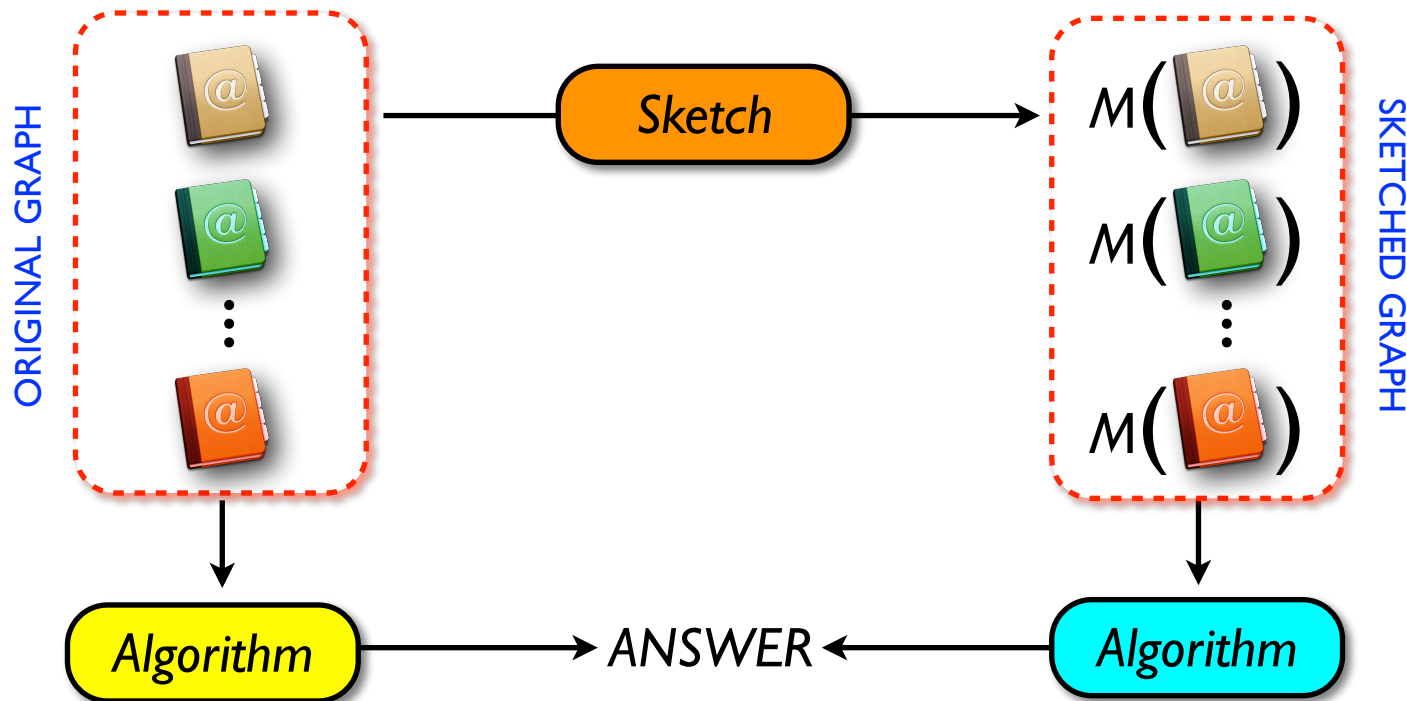 ORIGINAL GRAPH
@
@
@
Sketch
M(@)
M(@)
M(@)
SKETCHED GRAPH
Algorithm
ANSWER
Algorithm